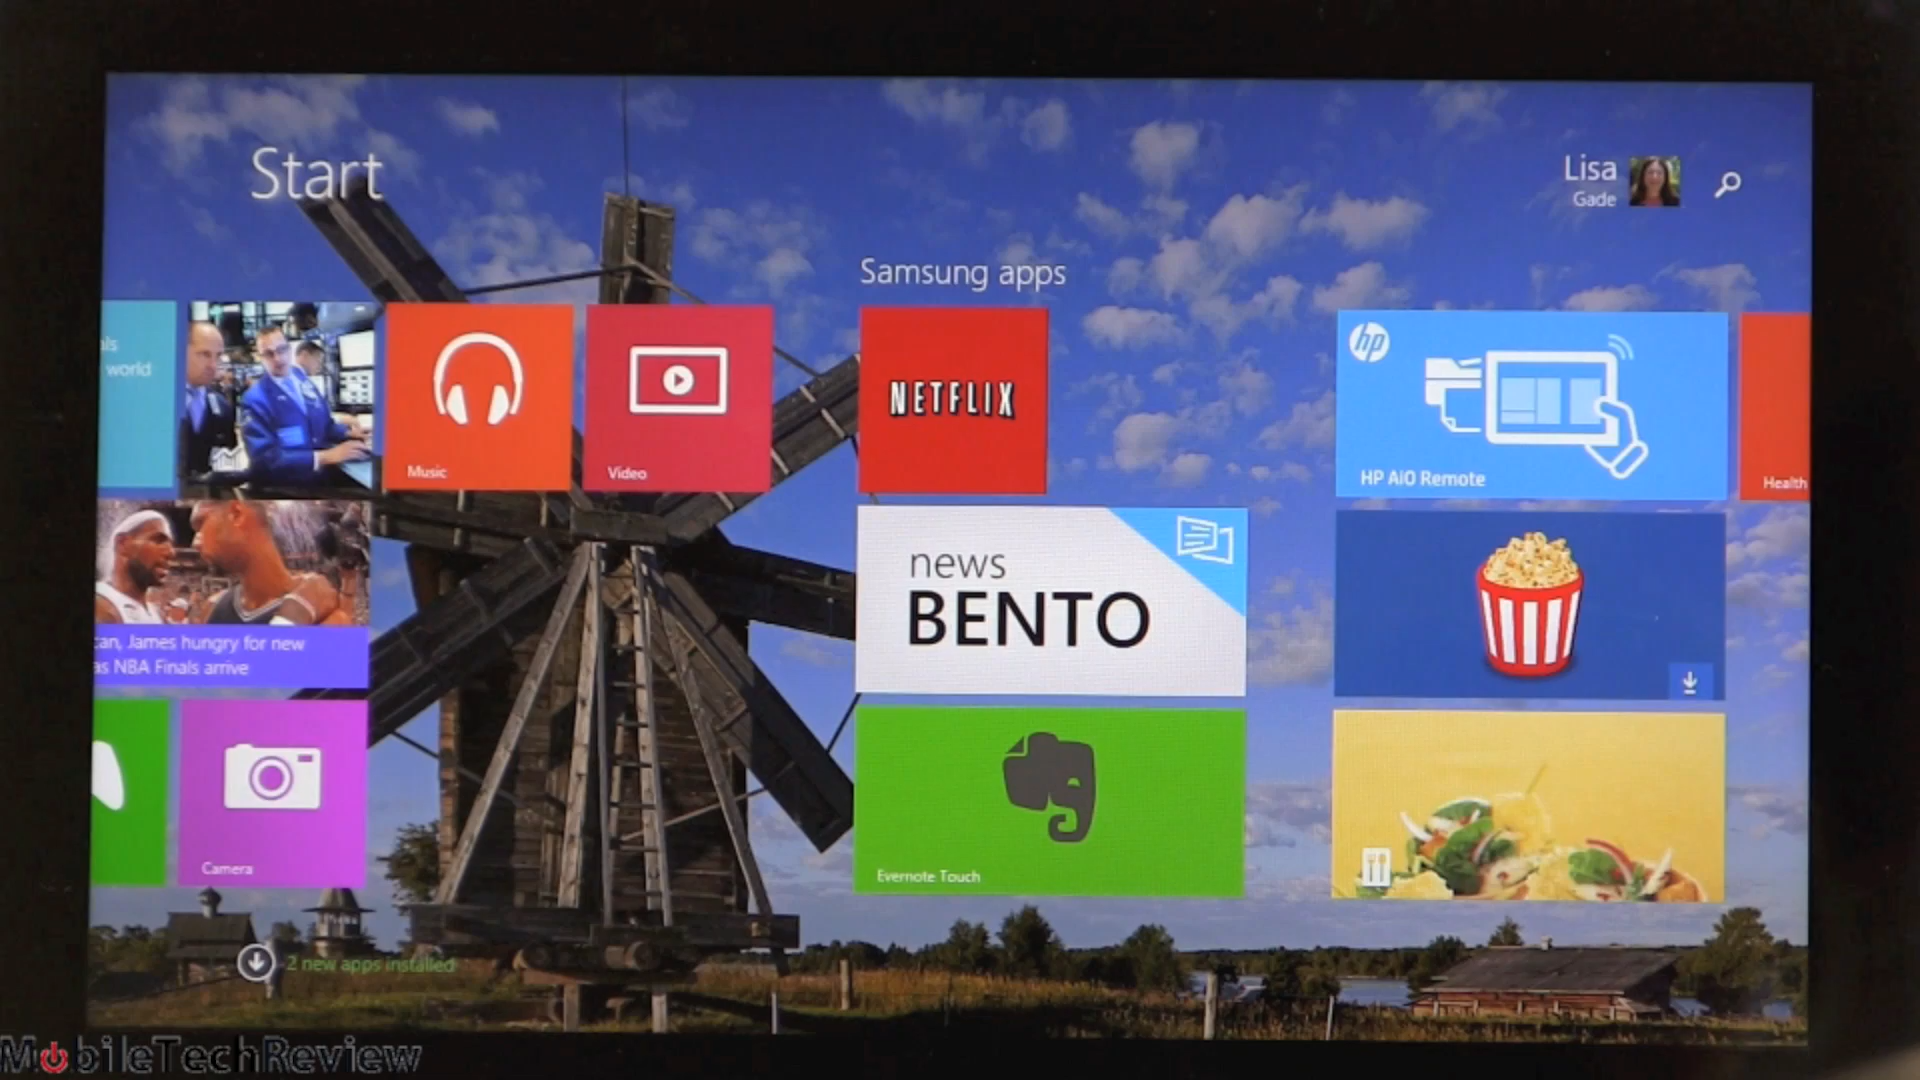 Start
Lisa
Gade
Samsung apps
world
Music
Video
NETFLIX
hp
HP AiO Remote
Health
news
BENTO
James hungry for new
as NBA Finals arrive
Camera
Evernote Touch
2 new apps installed
MobileTechReview